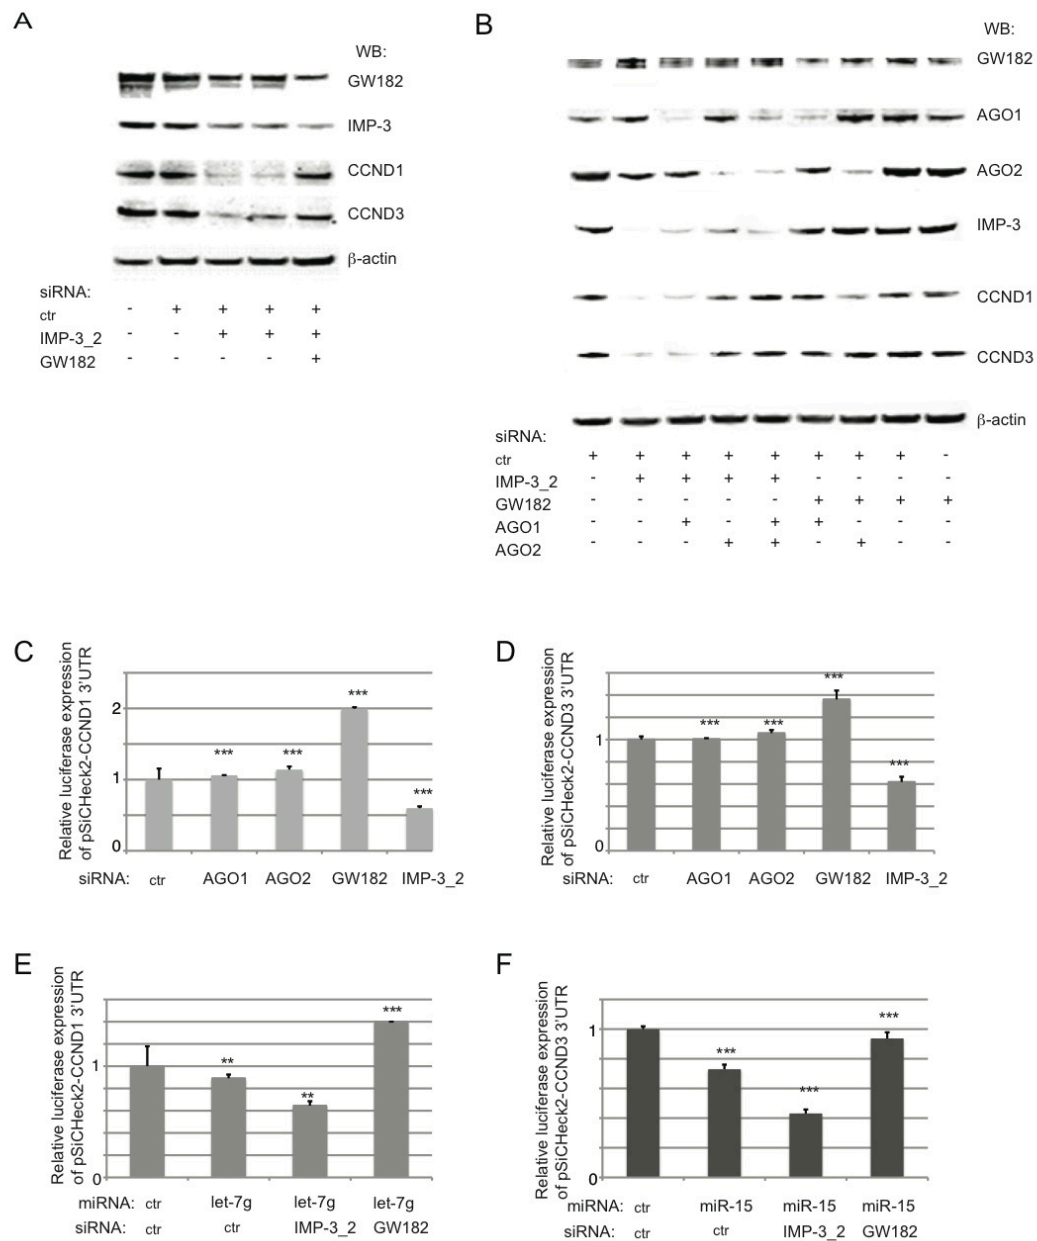 A
WB:
GW182
IMP-3
CCND1
CCND3
β-actin
siRNA:
ctr - + + + +
IMP-3_2 - - + + +
GW182 - - - - +
B
WB:
GW182
AGO1
AGO2
IMP-3
CCND1
CCND3
β-actin
siRNA:
ctr + + + + + + + + -
IMP-3_2 - + + + + - - - -
GW182 - - - - - + + + +
AGO1 - - + - + + - - -
AGO2 - - - + + - + - -
C
Relative luciferase expression
of pSiCHeck2-CCND1 3'UTR
2
1
0
*** *** *** ***
siRNA: ctr AGO1 AGO2 GW182 IMP-3_2
D
Relative luciferase expression
of pSiCHeck2-CCND3 3'UTR
1
0
*** *** *** ***
siRNA: ctr AGO1 AGO2 GW182 IMP-3_2
E
Relative luciferase expression
of pSiCHeck2-CCND1 3'UTR
1
0
** ** ***
miRNA: ctr let-7g let-7g let-7g
siRNA: ctr ctr IMP-3_2 GW182
F
Relative luciferase expression
of pSiCHeck2-CCND3 3'UTR
1
0
*** *** ***
miRNA: ctr miR-15 miR-15 miR-15
siRNA: ctr ctr IMP-3_2 GW182